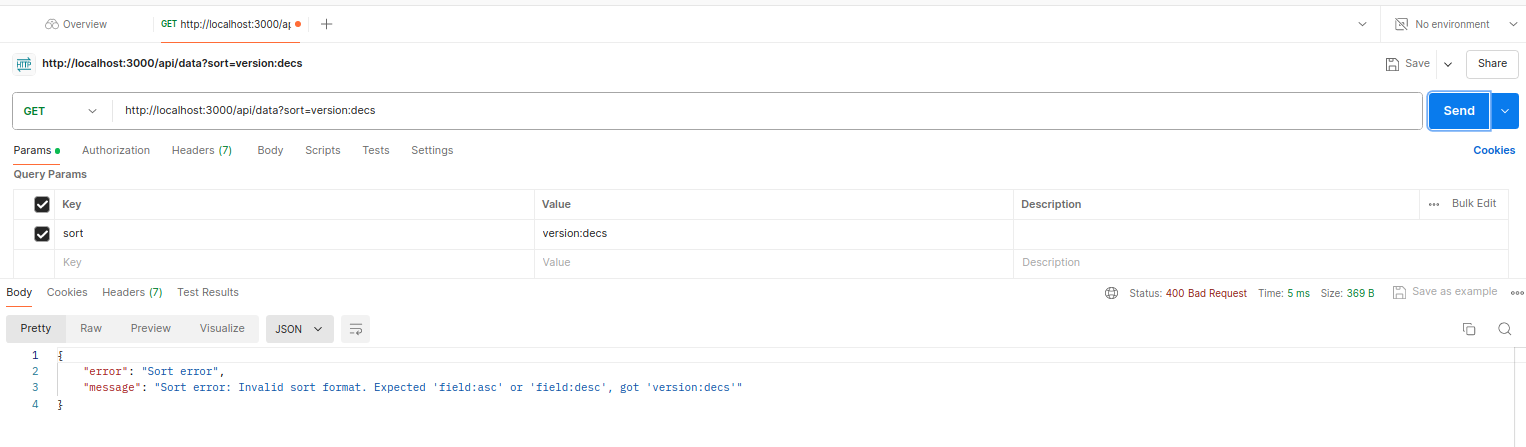 Overview GET http://localhost:3000/ap No environment
HTTP http://localhost:3000/api/data?sort=version:decs Save Share
GET http://localhost:3000/api/data?sort=version:decs Send
Params Authorization Headers (7) Body Scripts Tests Settings Cookies
Query Params
Key Value Description Bulk Edit
sort version:decs
Key Value Description
Body Cookies Headers (7) Test Results Status: 400 Bad Request Time: 5 ms Size: 369 B Save as example
Pretty Raw Preview Visualize JSON
1 {
2 "error": "Sort error",
3 "message": "Sort error: Invalid sort format. Expected 'field:asc' or 'field:desc', got 'version:decs'"
4 }